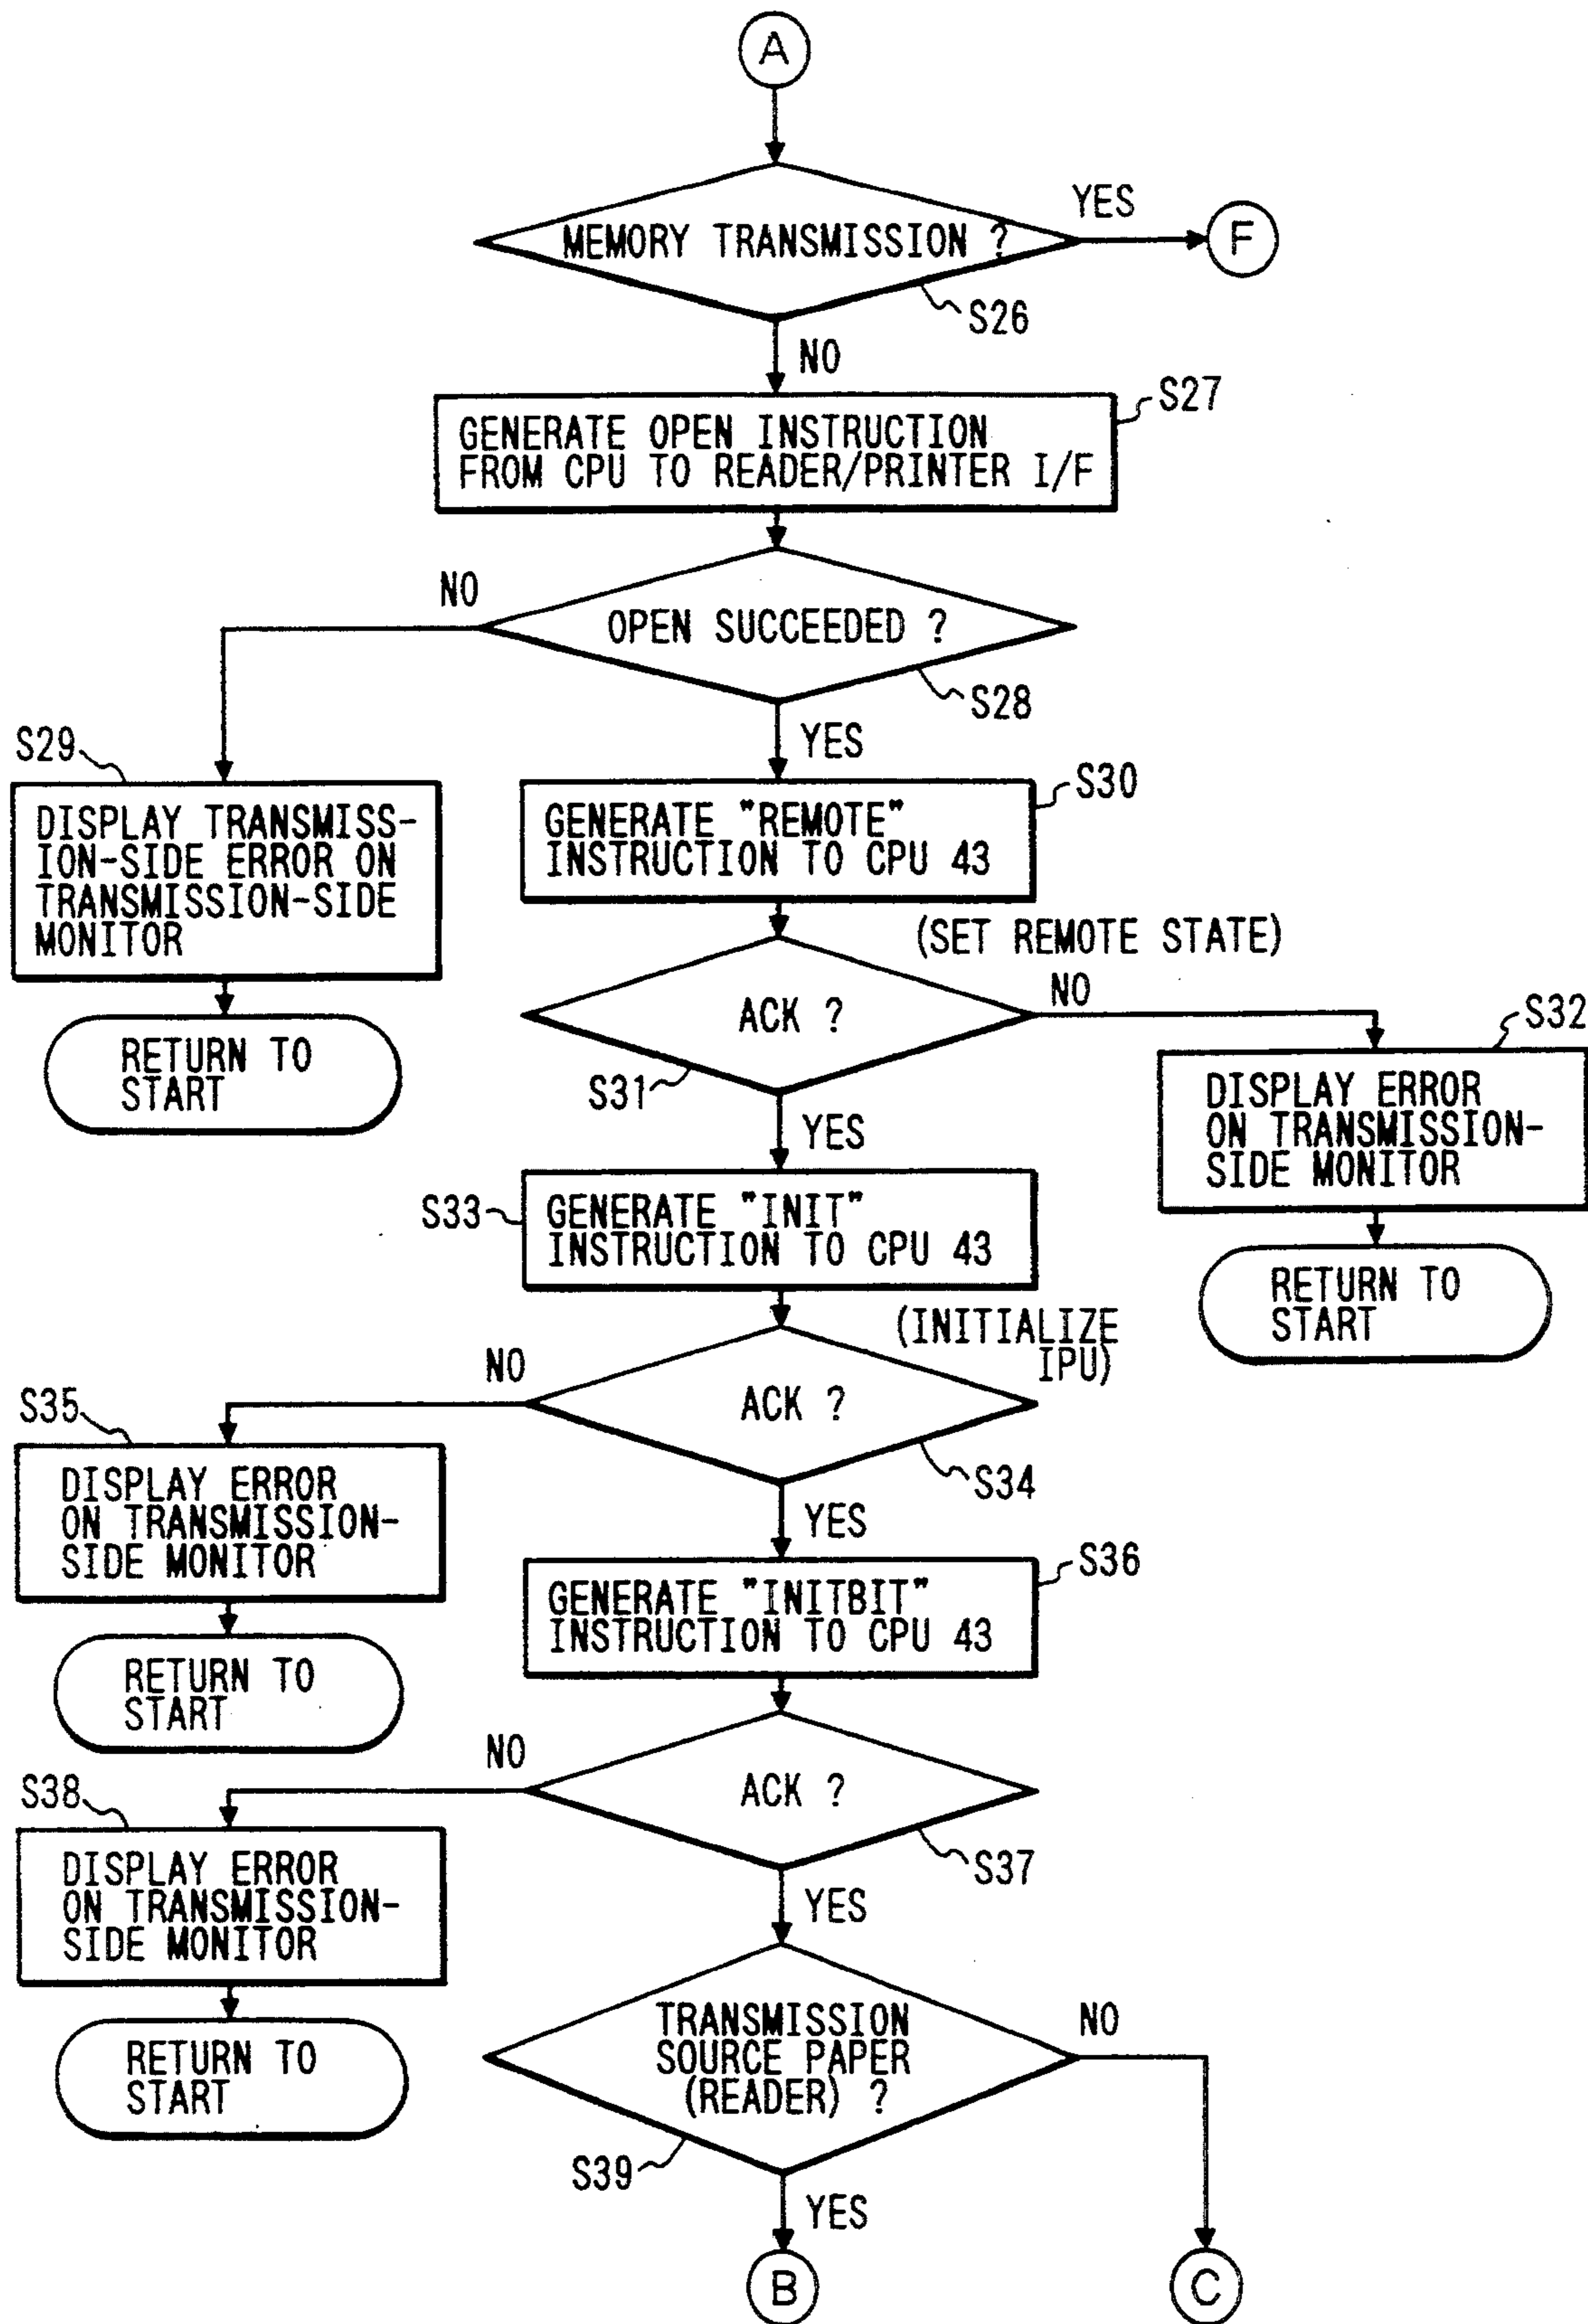 A
MEMORY TRANSMISSION ?
YES
F
S26
NO
S27
GENERATE OPEN INSTRUCTION
FROM CPU TO READER/PRINTER I/F
NO
OPEN SUCCEEDED ?
S28
YES
S29
DISPLAY TRANSMISS-
ION-SIDE ERROR ON
TRANSMISSION-SIDE
MONITOR
RETURN TO
START
S30
GENERATE "REMOTE"
INSTRUCTION TO CPU 43
(SET REMOTE STATE)
ACK ?
NO
S31
YES
S32
DISPLAY ERROR
ON TRANSMISSION-
SIDE MONITOR
RETURN TO
START
S33
GENERATE "INIT"
INSTRUCTION TO CPU 43
(INITIALIZE
IPU)
NO
ACK ?
S34
YES
S35
DISPLAY ERROR
ON TRANSMISSION-
SIDE MONITOR
RETURN TO
START
S36
GENERATE "INITBIT"
INSTRUCTION TO CPU 43
NO
ACK ?
S37
YES
S38
DISPLAY ERROR
ON TRANSMISSION-
SIDE MONITOR
RETURN TO
START
TRANSMISSION
SOURCE PAPER
(READER) ?
NO
S39
YES
B
C